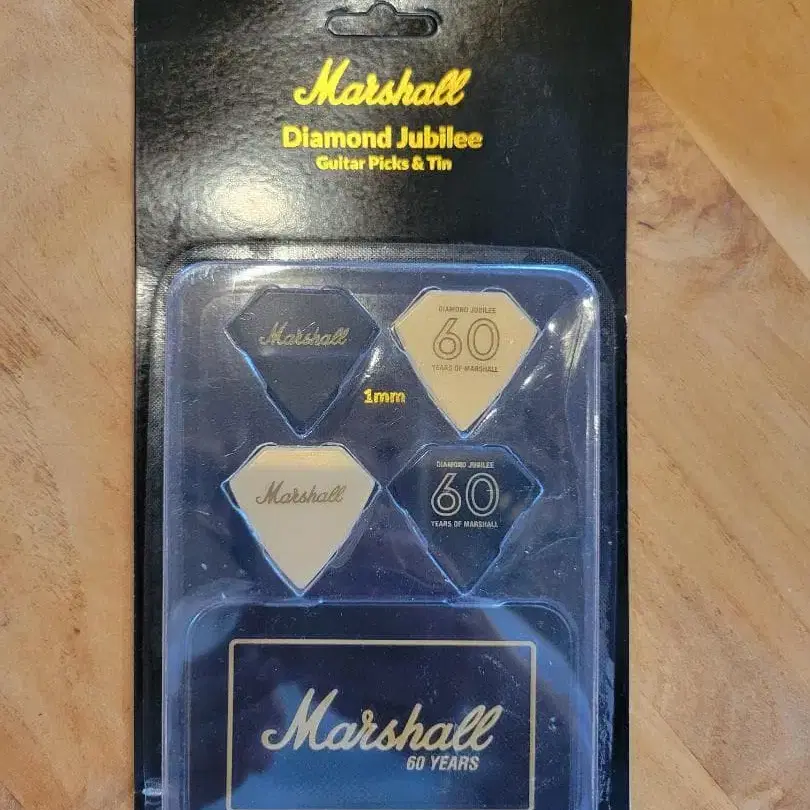 Marshall
Diamond Jubilee
Guitar Picks & Tin
Marshall
DIAMOND JUBILEE
60
YEARS OF MARSHALL
1mm
Marshall
DIAMOND JUBILEE
60
YEARS OF MARSHALL
Marshall
60 YEARS